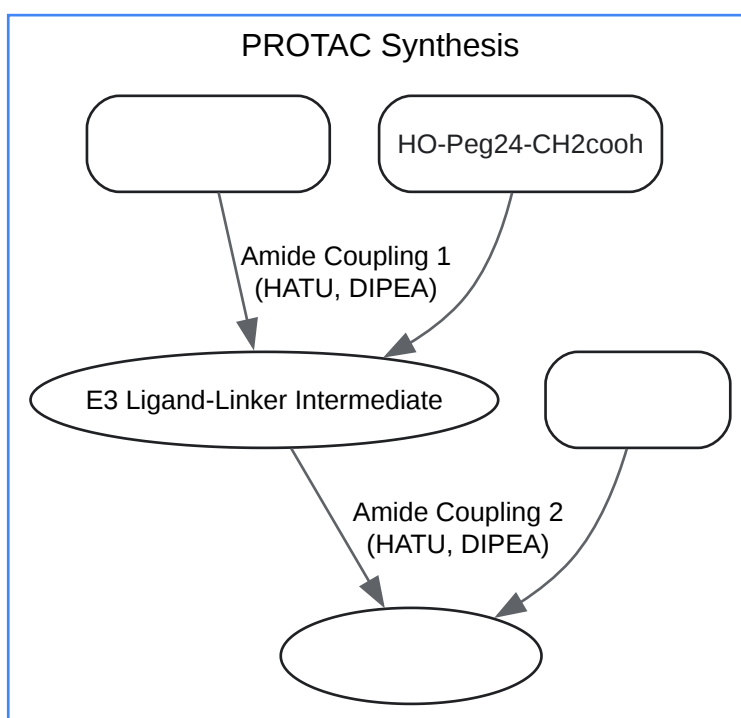 PROTAC Synthesis
HO-Peg24-CH2cooh
Amide Coupling 1
(HATU, DIPEA)
E3 Ligand-Linker Intermediate
Amide Coupling 2
(HATU, DIPEA)